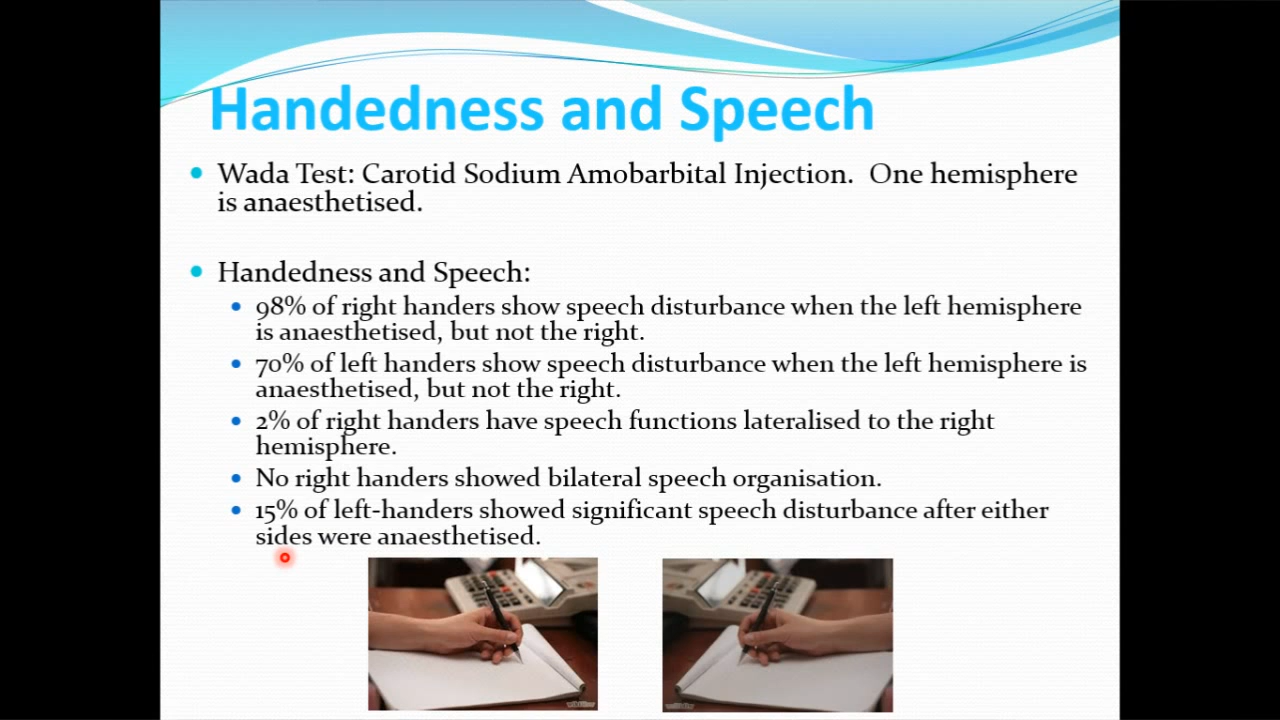 Handedness and Speech
Wada Test: Carotid Sodium Amobarbital Injection.  One hemisphere
is anaesthetised.
Handedness and Speech:
98% of right handers show speech disturbance when the left hemisphere
is anaesthetised, but not the right.
70% of left handers show speech disturbance when the left hemisphere is
anaesthetised, but not the right.
2% of right handers have speech functions lateralised to the right
hemisphere.
No right handers showed bilateral speech organisation.
15% of left-handers showed significant speech disturbance after either
sides were anaesthetised.